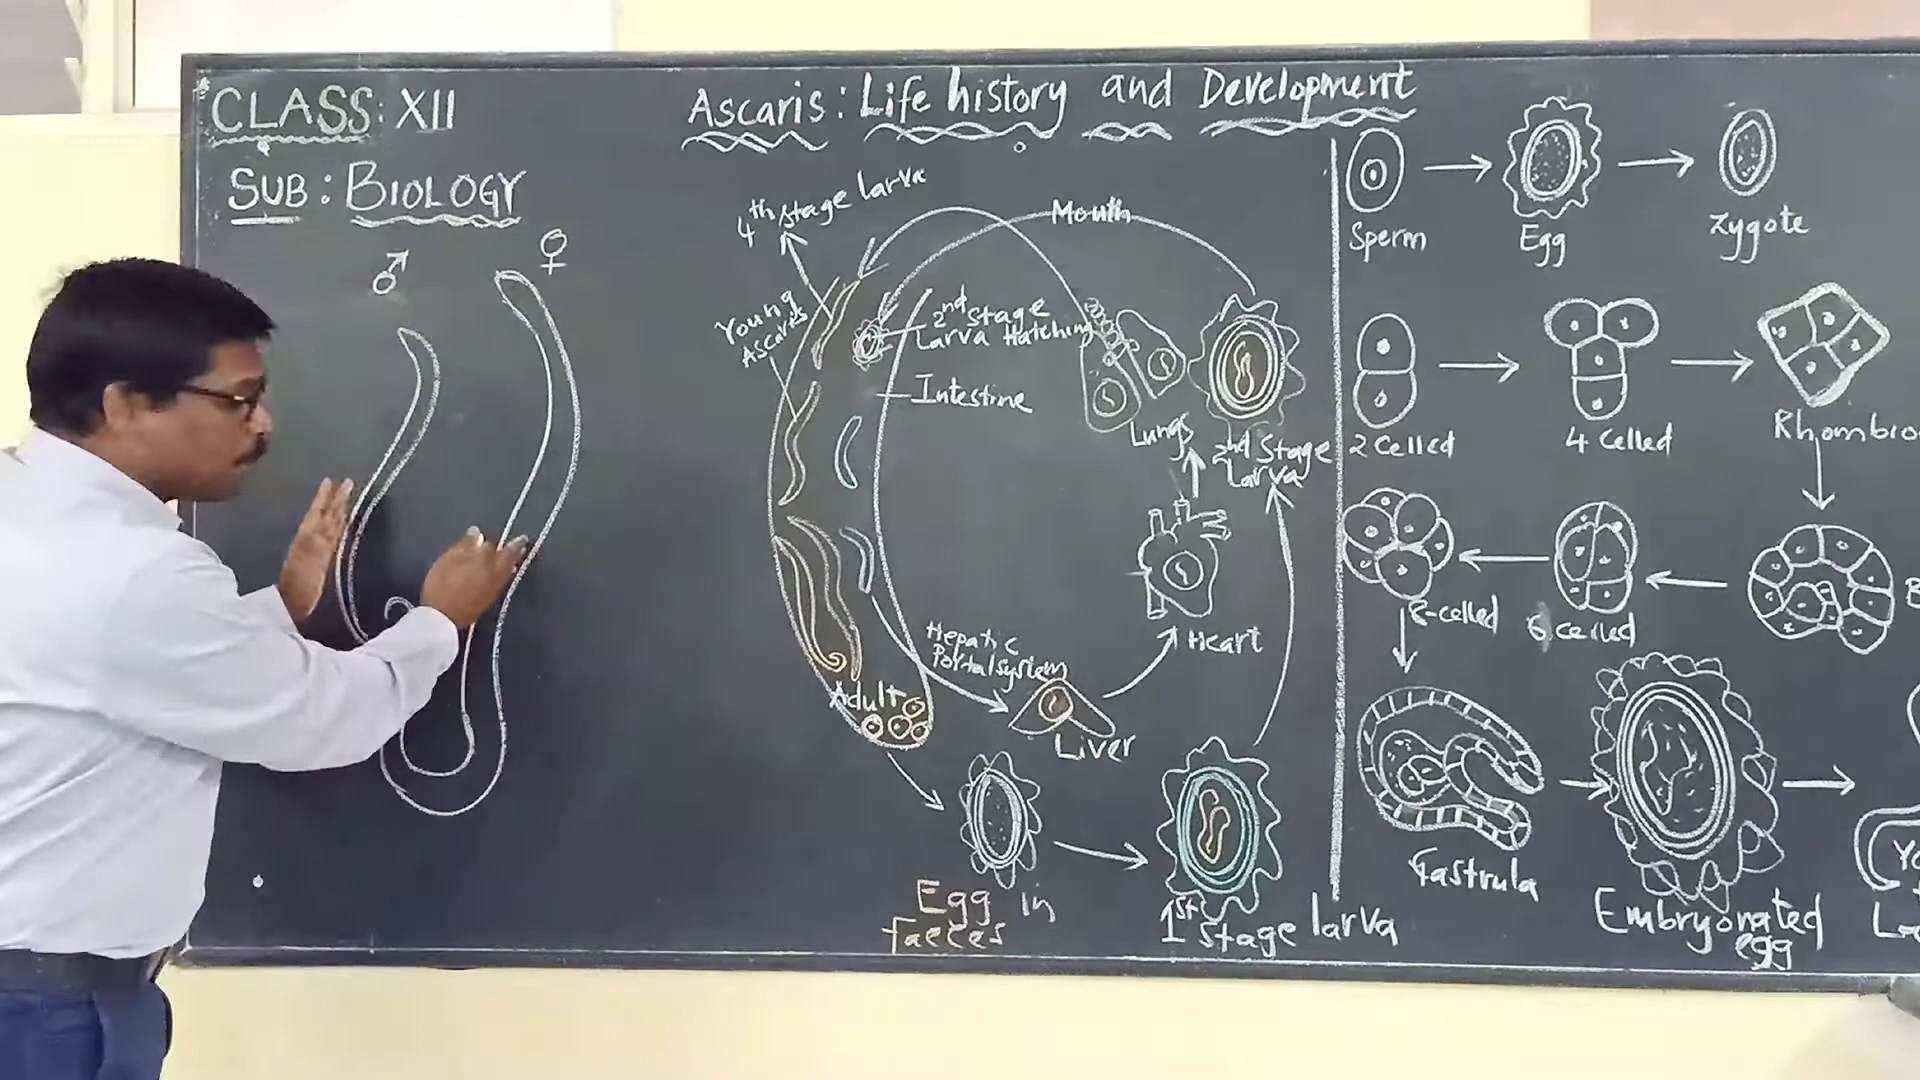 CLASS: XII
SUB: BIOLOGY
♂
♀
Ascaris: Life history and Development
4th stage larva
Mouth
Young
Ascaris
2nd stage
Larva Hatching
Intestine
Lungs
2nd Stage
Larva
Heart
Hepatic
Portal system
Adult
Liver
Egg in
faeces
1st stage larva
Sperm
Egg
Zygote
2 Celled
4 Celled
8-celled
6 celled
B
Gastrula
Embryonated
egg